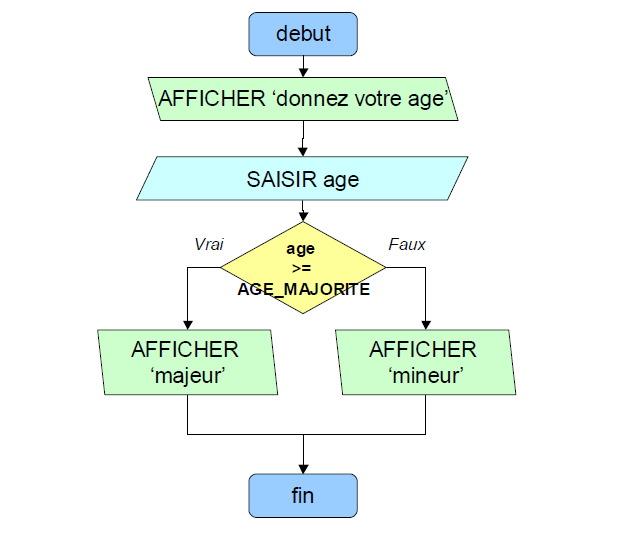 debut
AFFICHER ‘donnez votre age’
SAISIR age
Vrai
Faux
age
>=
AGE_MAJORITE
AFFICHER
‘majeur’
AFFICHER
‘mineur’
fin